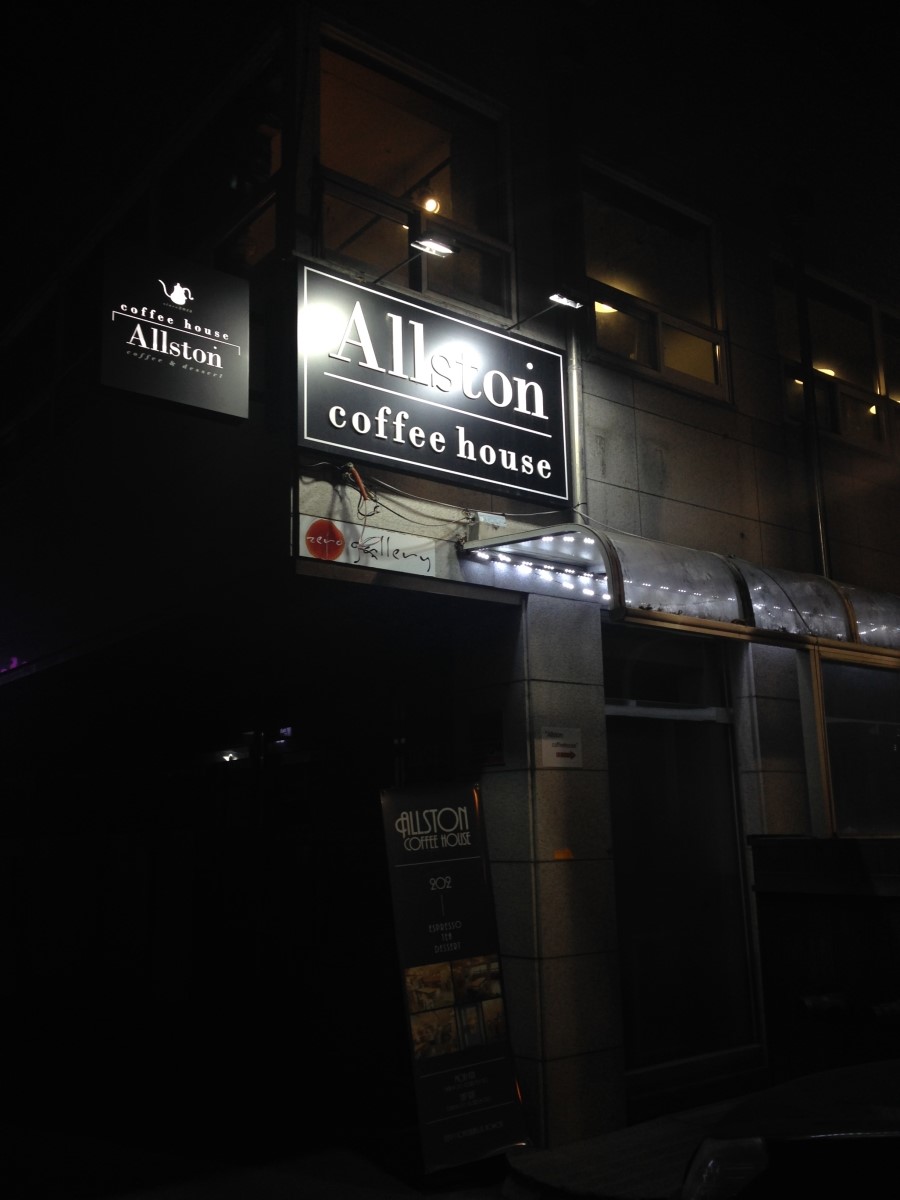 coffee house
Allston
coffee & dessert
Allston
coffee house
zero gallery
ALLSTON
COFFEE HOUSE
202
ESPRESSO
TEA
DESSERT